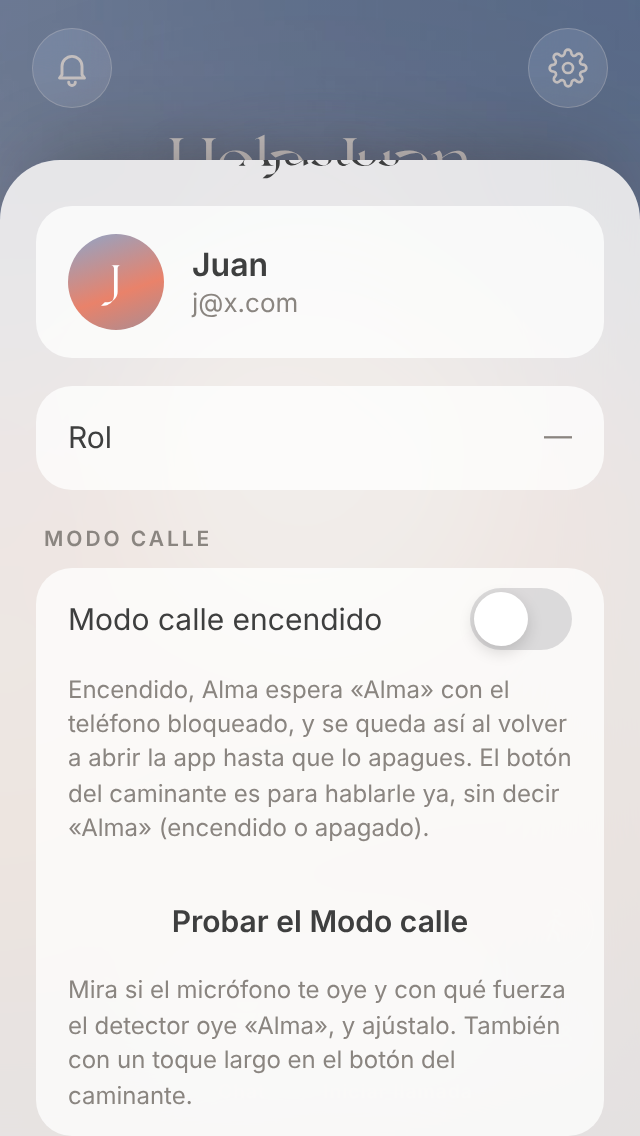 J
Juan
j@x.com
Rol
—
MODO CALLE
Modo calle encendido
Encendido, Alma espera «Alma» con el
teléfono bloqueado, y se queda así al volver
a abrir la app hasta que lo apagues. El botón
del caminante es para hablarle ya, sin decir
«Alma» (encendido o apagado).
Probar el Modo calle
Mira si el micrófono te oye y con qué fuerza
el detector oye «Alma», y ajústalo. También
con un toque largo en el botón del
caminante.